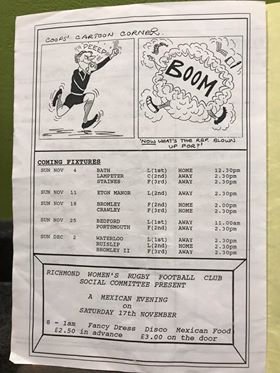 COOPS' CARTOON CORNER.
PEEEP!
BOOM
"NOW WHAT'S THE REF BLOWN
UP FOR?"
COMING FIXTURES
SUN NOV 4 BATH L(1st) HOME 12.30pm
LAMPETER C(2nd) AWAY 2.30pm
STAINES F(3rd) AWAY 2.30pm
SUN NOV 11 ETON MANOR L(2nd) AWAY 2.30pm
SUN NOV 18 BROMLEY F(2nd) HOME 2.00pm
CRAWLEY F(3rd) HOME 2.30pm
SUN NOV 25 BEDFORD L(1st) AWAY 11.00am
PORTSMOUTH F(2nd) AWAY 2.30pm
SUN DEC 2 WATERLOO L(1st) AWAY 2.30pm
RUISLIP L(2nd) HOME 2.30pm
BROMLEY II F(3rd) AWAY 2.30pm
RICHMOND WOMEN'S RUGBY FOOTBALL CLUB
SOCIAL COMMITTEE PRESENT
A MEXICAN EVENING
on
SATURDAY 17th NOVEMBER
8 - 1am Fancy Dress Disco Mexican Food
£2.50 in advance £3.00 on the door